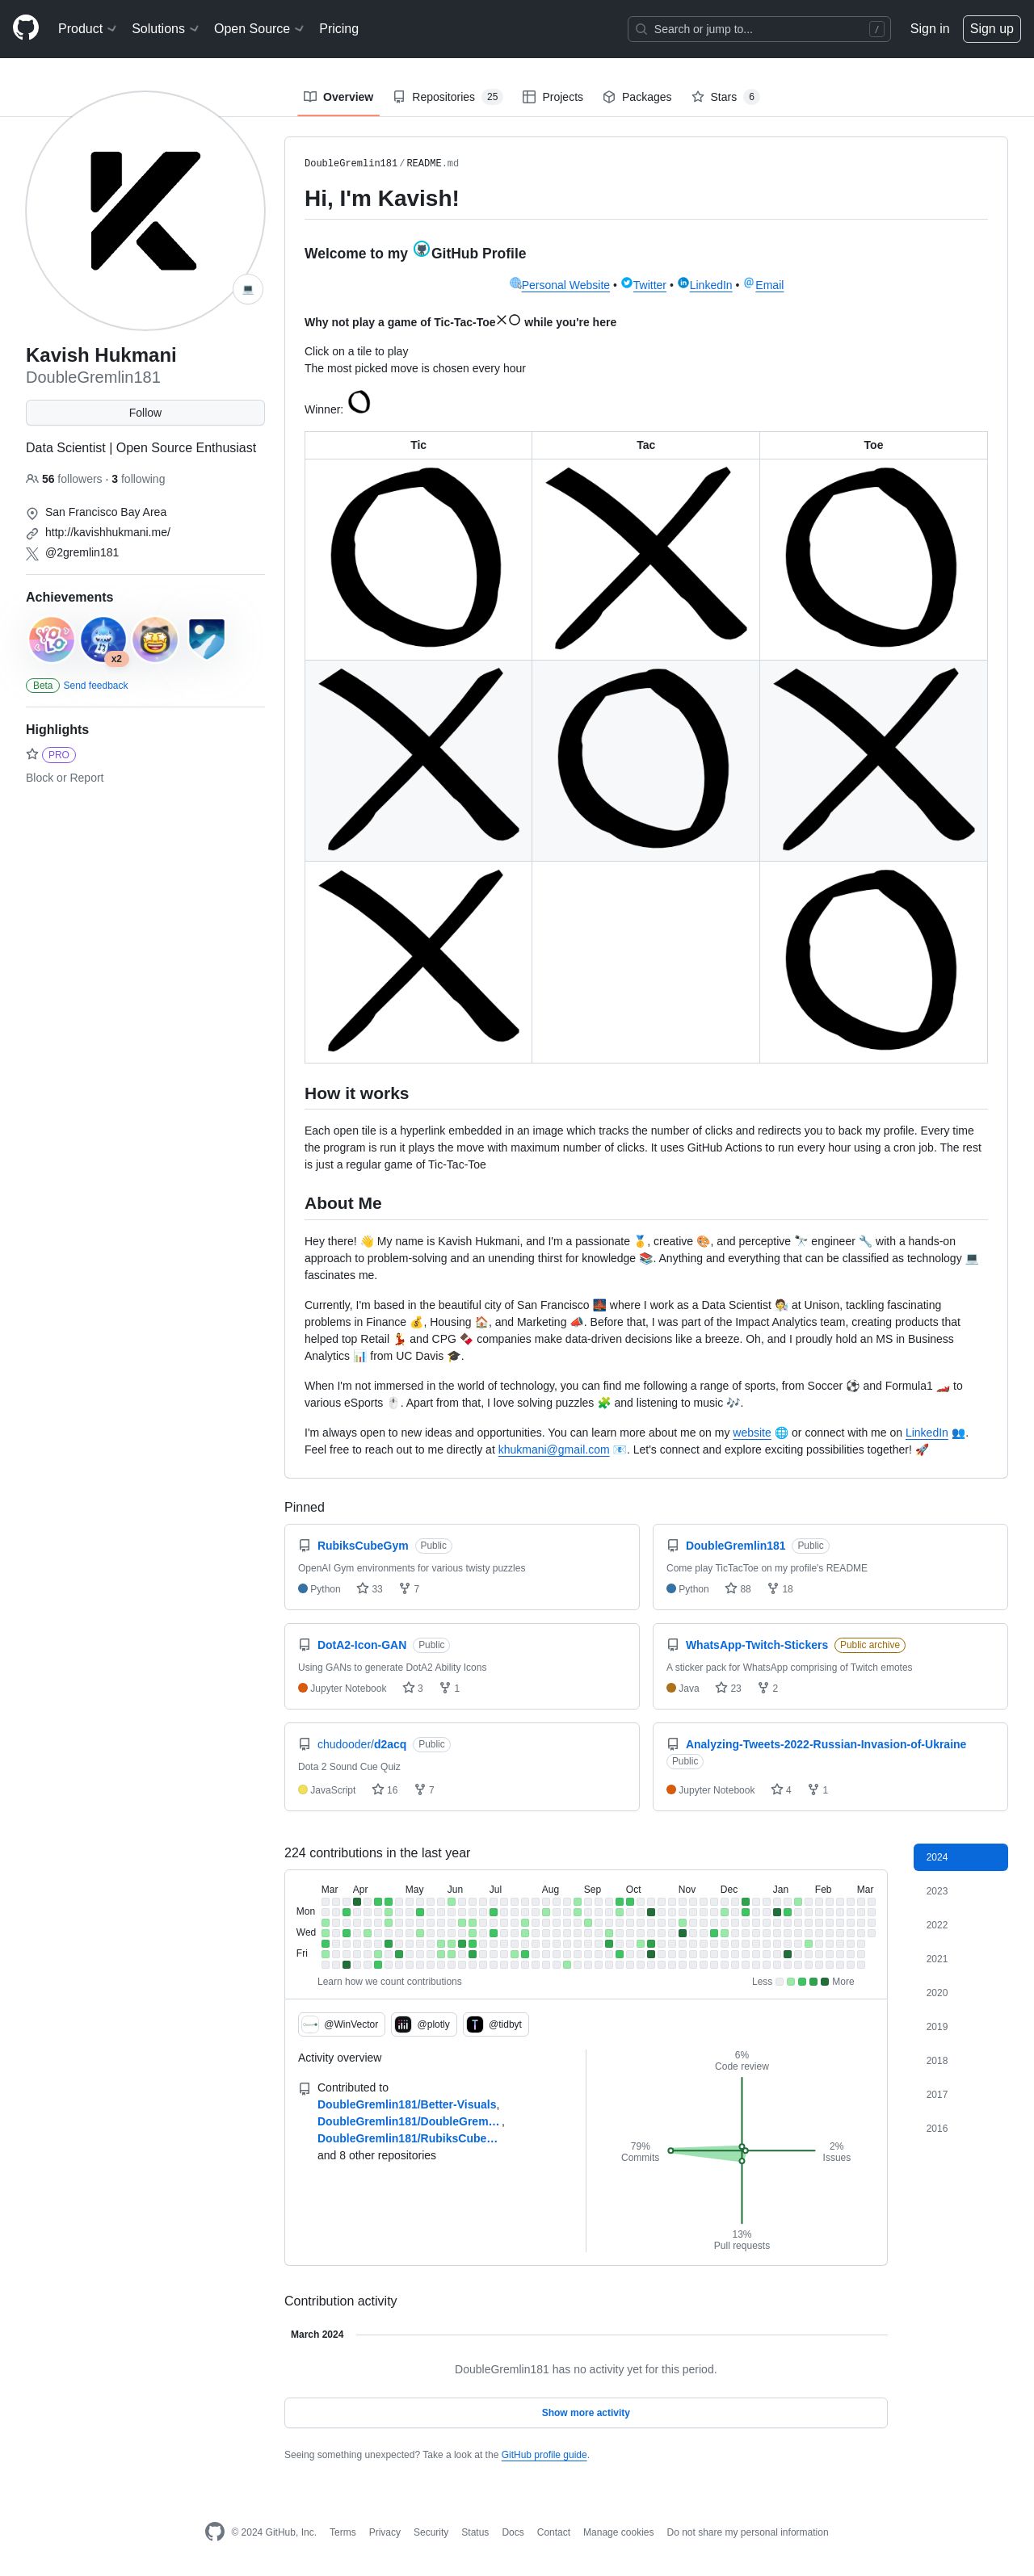 Product Solutions Open Source Pricing Search or jump to... / Sign in Sign up
Overview Repositories 25 Projects Packages Stars 6
Kavish Hukmani
DoubleGremlin181
Follow
Data Scientist | Open Source Enthusiast
56 followers · 3 following
San Francisco Bay Area
http://kavishhukmani.me/
@2gremlin181
Achievements
YOLO
x2
Beta Send feedback
Highlights
PRO
Block or Report
DoubleGremlin181/README.md
Hi, I'm Kavish!
Welcome to my GitHub Profile
Personal Website • Twitter • LinkedIn • Email
Why not play a game of Tic-Tac-Toe while you're here
Click on a tile to play
The most picked move is chosen every hour
Winner: O
Tic Tac Toe
O X O
X O X
X O
How it works
Each open tile is a hyperlink embedded in an image which tracks the number of clicks and redirects you to back my profile. Every time
the program is run it plays the move with maximum number of clicks. It uses GitHub Actions to run every hour using a cron job. The rest
is just a regular game of Tic-Tac-Toe
About Me
Hey there! 👋 My name is Kavish Hukmani, and I'm a passionate 🥇, creative 🎨, and perceptive 🔭 engineer 🔧 with a hands-on
approach to problem-solving and an unending thirst for knowledge 📚. Anything and everything that can be classified as technology 💻
fascinates me.
Currently, I'm based in the beautiful city of San Francisco 🌉 where I work as a Data Scientist 🧑‍🔬 at Unison, tackling fascinating
problems in Finance 💰, Housing 🏠, and Marketing 📣. Before that, I was part of the Impact Analytics team, creating products that
helped top Retail 💃 and CPG 🍫 companies make data-driven decisions like a breeze. Oh, and I proudly hold an MS in Business
Analytics 📊 from UC Davis 🎓.
When I'm not immersed in the world of technology, you can find me following a range of sports, from Soccer ⚽ and Formula1 🏎️ to
various eSports 🖱️. Apart from that, I love solving puzzles 🧩 and listening to music 🎶.
I'm always open to new ideas and opportunities. You can learn more about me on my website 🌐 or connect with me on LinkedIn 👥.
Feel free to reach out to me directly at khukmani@gmail.com 📧. Let's connect and explore exciting possibilities together! 🚀
Pinned
RubiksCubeGym Public
OpenAI Gym environments for various twisty puzzles
Python 33 7
DoubleGremlin181 Public
Come play TicTacToe on my profile's README
Python 88 18
DotA2-Icon-GAN Public
Using GANs to generate DotA2 Ability Icons
Jupyter Notebook 3 1
WhatsApp-Twitch-Stickers Public archive
A sticker pack for WhatsApp comprising of Twitch emotes
Java 23 2
chudooder/d2acq Public
Dota 2 Sound Cue Quiz
JavaScript 16 7
Analyzing-Tweets-2022-Russian-Invasion-of-Ukraine
Public
Jupyter Notebook 4 1
224 contributions in the last year
Mar Apr May Jun Jul Aug Sep Oct Nov Dec Jan Feb Mar
Mon
Wed
Fri
Learn how we count contributions Less More
2024
2023
2022
2021
2020
2019
2018
2017
2016
@WinVector @plotly @tidbyt
Activity overview
Contributed to
DoubleGremlin181/Better-Visuals,
DoubleGremlin181/DoubleGrem… ,
DoubleGremlin181/RubiksCube…
and 8 other repositories
6%
Code review
79%
Commits
2%
Issues
13%
Pull requests
Contribution activity
March 2024
DoubleGremlin181 has no activity yet for this period.
Show more activity
Seeing something unexpected? Take a look at the GitHub profile guide.
© 2024 GitHub, Inc. Terms Privacy Security Status Docs Contact Manage cookies Do not share my personal information